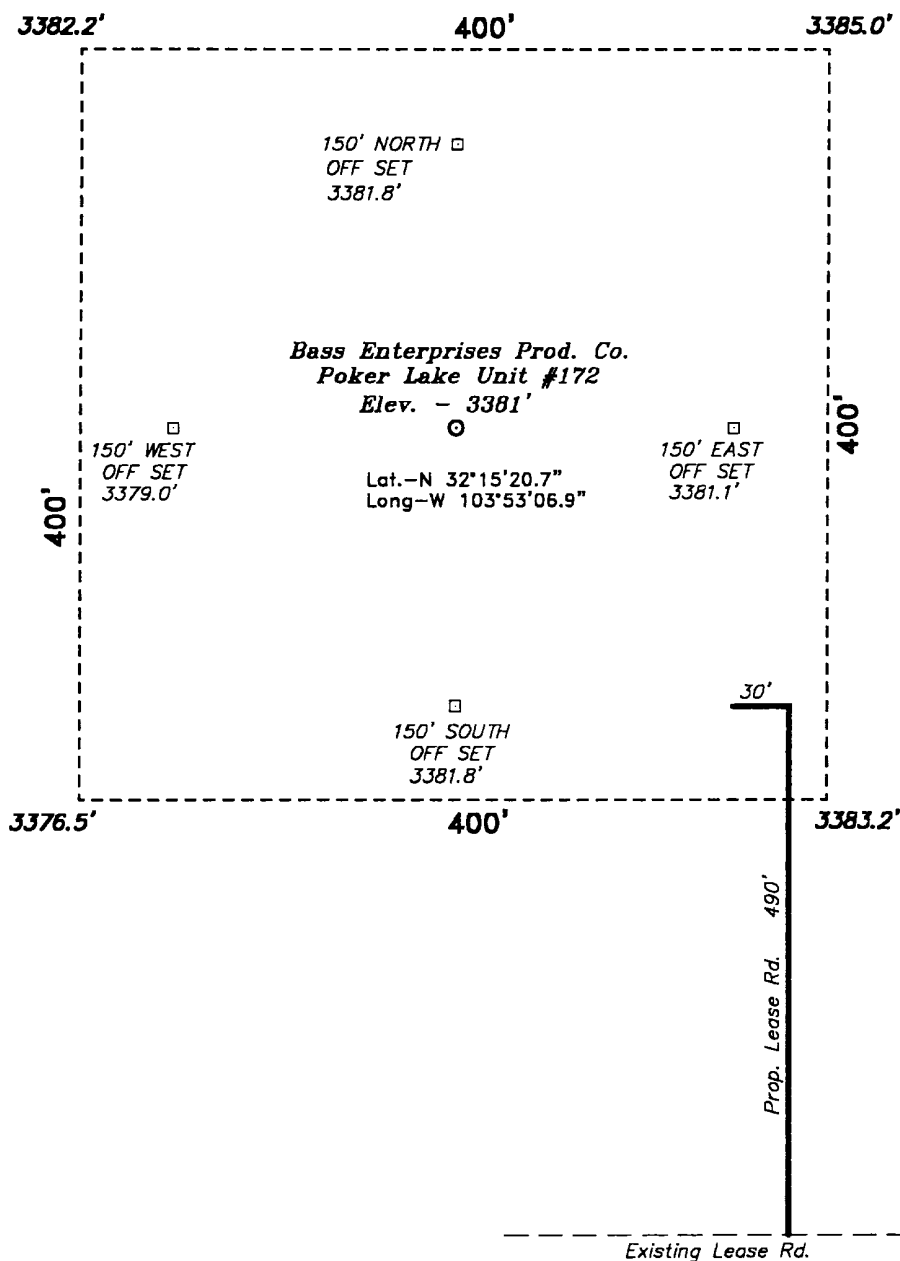 3382.2'
400'
3385.0'
150' NORTH
OFF SET
3381.8'
Bass Enterprises Prod. Co.
Poker Lake Unit #172
Elev. - 3381'
150' WEST
OFF SET
3379.0'
150' EAST
OFF SET
3381.1'
400'
400'
Lat.-N 32°15'20.7"
Long-W 103°53'06.9"
30'
150' SOUTH
OFF SET
3381.8'
3376.5'
400'
3383.2'
Prop. Lease Rd. 490'
Existing Lease Rd.